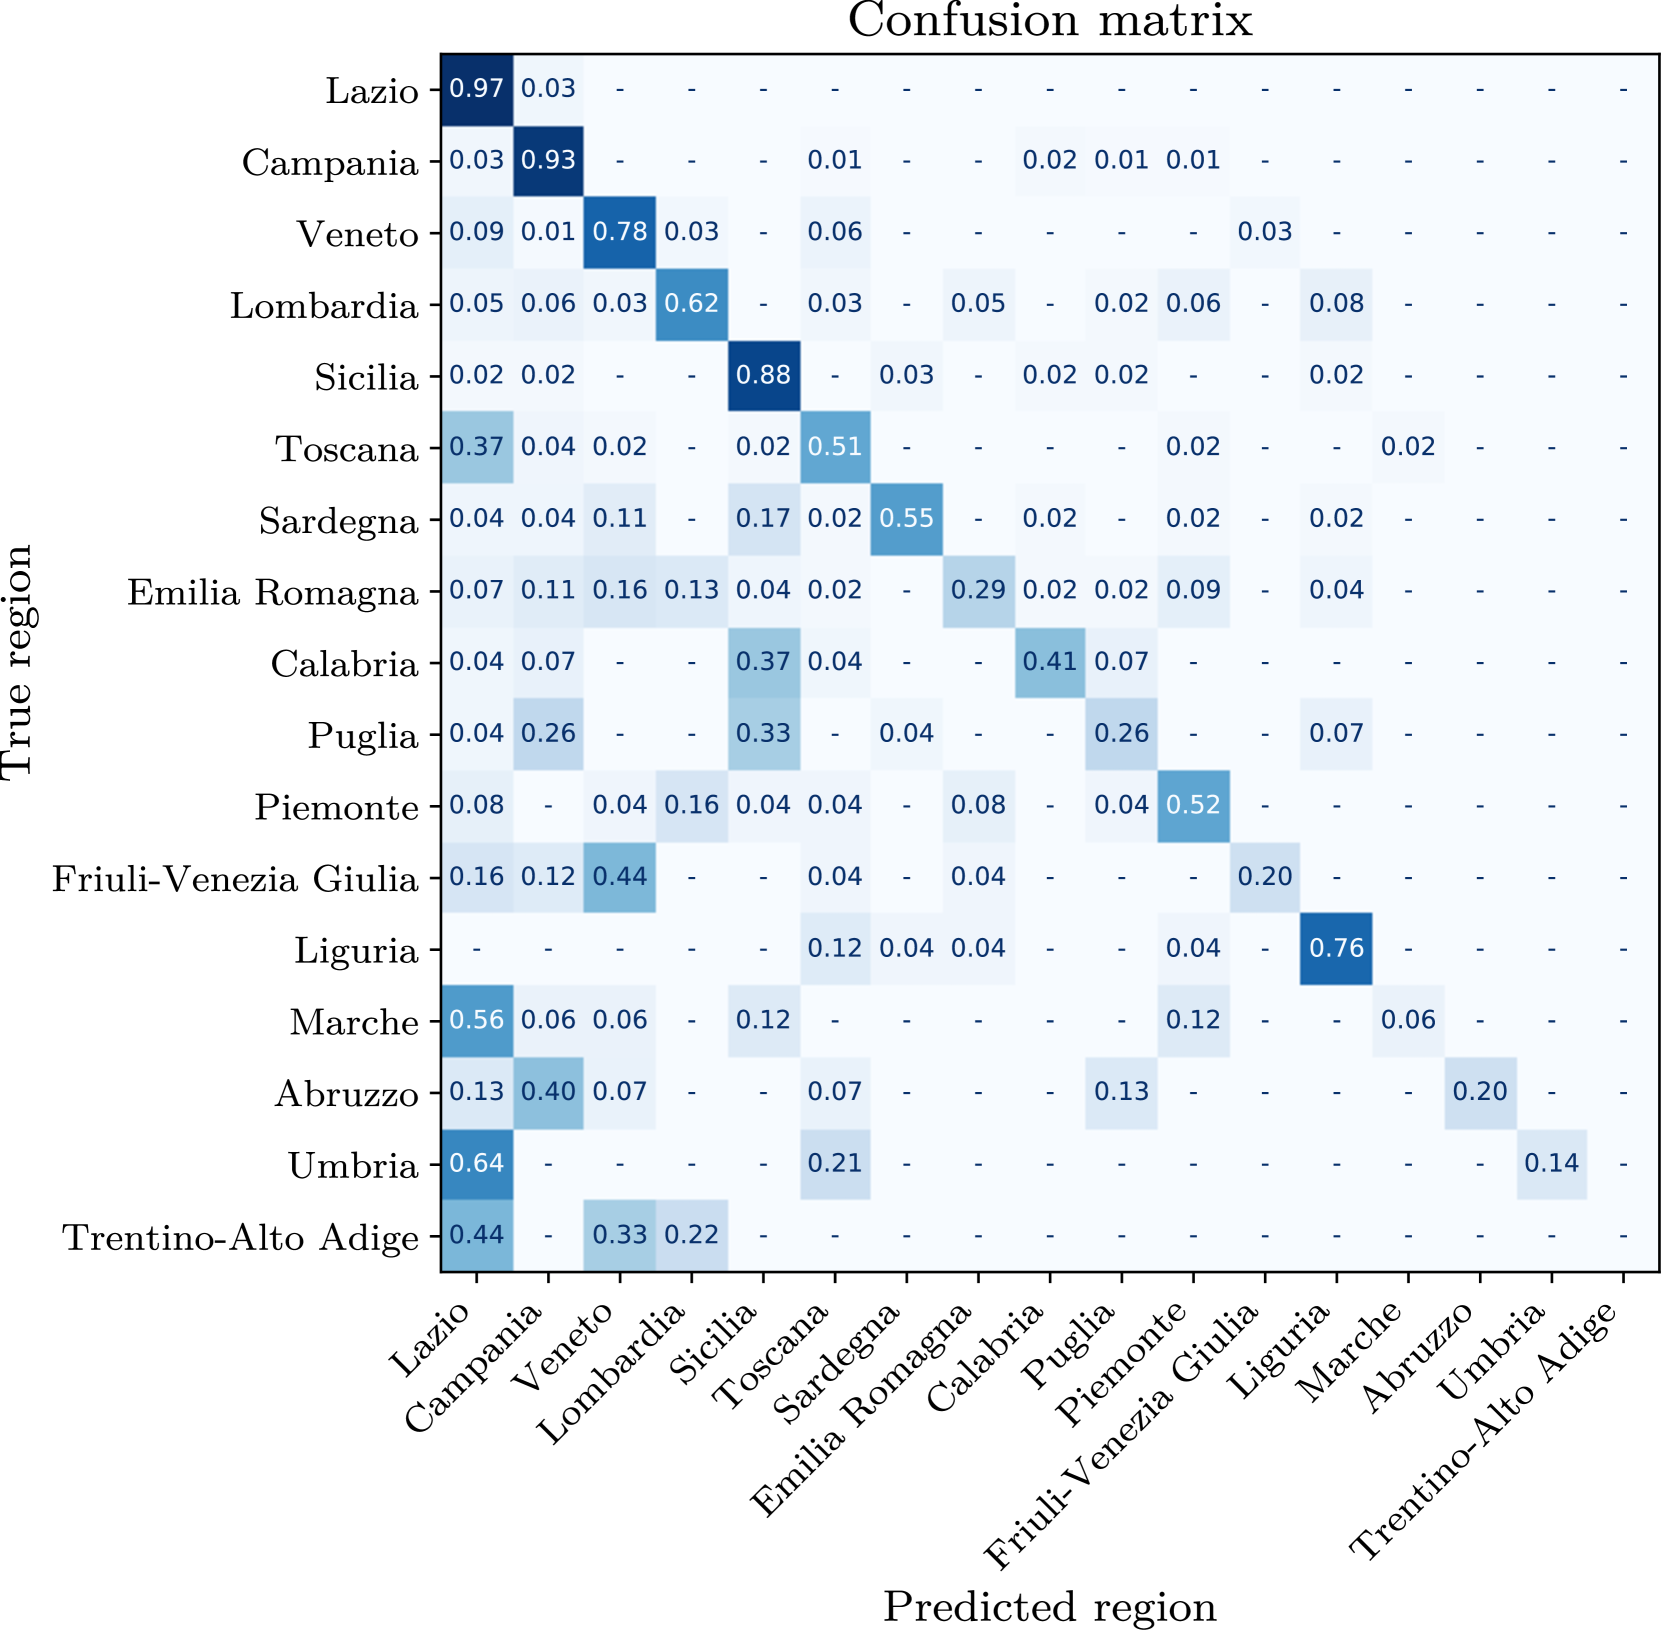 Confusion matrix
Lazio 0.97 0.03 - - - - - - - - - - - - - - -
Campania 0.03 0.93 - - - 0.01 - - 0.02 0.01 0.01 - - - - - -
Veneto 0.09 0.01 0.78 0.03 - 0.06 - - - - - 0.03 - - - - -
Lombardia 0.05 0.06 0.03 0.62 - 0.03 - 0.05 - 0.02 0.06 - 0.08 - - - -
Sicilia 0.02 0.02 - - 0.88 - 0.03 - 0.02 0.02 - - 0.02 - - - -
Toscana 0.37 0.04 0.02 - 0.02 0.51 - - - - 0.02 - - 0.02 - - -
Sardegna 0.04 0.04 0.11 - 0.17 0.02 0.55 - 0.02 - 0.02 - 0.02 - - - -
Emilia Romagna 0.07 0.11 0.16 0.13 0.04 0.02 - 0.29 0.02 0.02 0.09 - 0.04 - - - -
Calabria 0.04 0.07 - - 0.37 0.04 - - 0.41 0.07 - - - - - - -
Puglia 0.04 0.26 - - 0.33 - 0.04 - - 0.26 - - 0.07 - - - -
Piemonte 0.08 - 0.04 0.16 0.04 0.04 - 0.08 - 0.04 0.52 - - - - - -
Friuli-Venezia Giulia 0.16 0.12 0.44 - - 0.04 - 0.04 - - - 0.20 - - - - -
Liguria - - - - - 0.12 0.04 0.04 - - 0.04 - 0.76 - - - -
Marche 0.56 0.06 0.06 - 0.12 - - - - - 0.12 - - 0.06 - - -
Abruzzo 0.13 0.40 0.07 - - 0.07 - - - 0.13 - - - - 0.20 - -
Umbria 0.64 - - - - 0.21 - - - - - - - - - 0.14 -
Trentino-Alto Adige 0.44 - 0.33 0.22 - - - - - - - - - - - - -
True region
Lazio
Campania
Veneto
Lombardia
Sicilia
Toscana
Sardegna
Emilia Romagna
Calabria
Puglia
Piemonte
Friuli-Venezia Giulia
Liguria
Marche
Abruzzo
Umbria
Trentino-Alto Adige
Predicted region